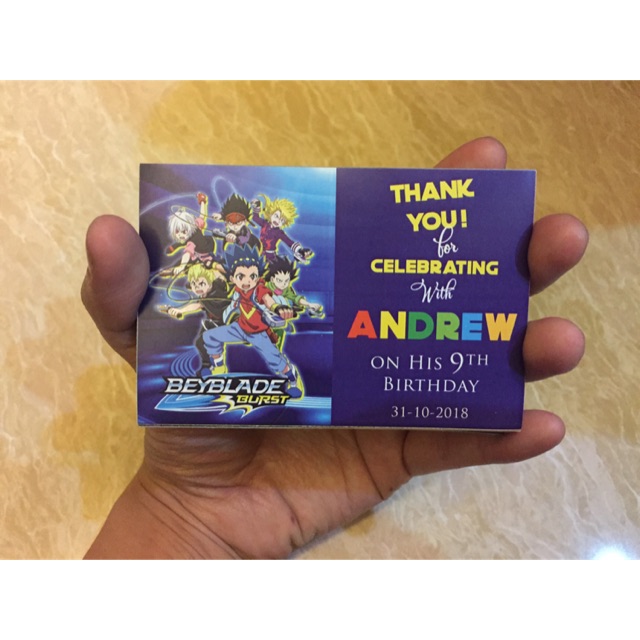 BEYBLADE
BURST
THANK
YOU!
for
CELEBRATING
With
ANDREW
ON HIS 9TH
BIRTHDAY
31-10-2018